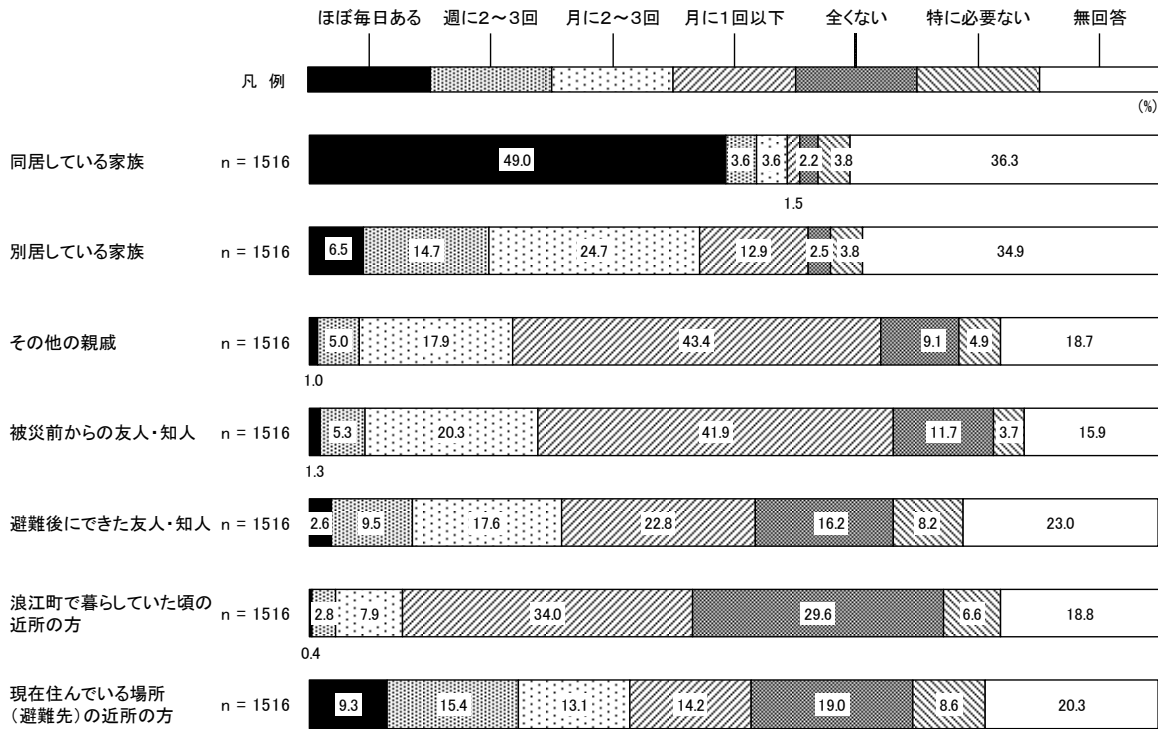 ほぼ毎日ある 週に2～3回 月に2～3回 月に1回以下 全くない 特に必要ない 無回答
凡 例
(%)
同居している家族 n = 1516 49.0 3.6 3.6 2.2 3.8 36.3
1.5
別居している家族 n = 1516 6.5 14.7 24.7 12.9 2.5 3.8 34.9
その他の親戚 n = 1516 5.0 17.9 43.4 9.1 4.9 18.7
1.0
被災前からの友人・知人 n = 1516 5.3 20.3 41.9 11.7 3.7 15.9
1.3
避難後にできた友人・知人 n = 1516 2.6 9.5 17.6 22.8 16.2 8.2 23.0
浪江町で暮らしていた頃の
近所の方 n = 1516 2.8 7.9 34.0 29.6 6.6 18.8
0.4
現在住んでいる場所
（避難先）の近所の方 n = 1516 9.3 15.4 13.1 14.2 19.0 8.6 20.3